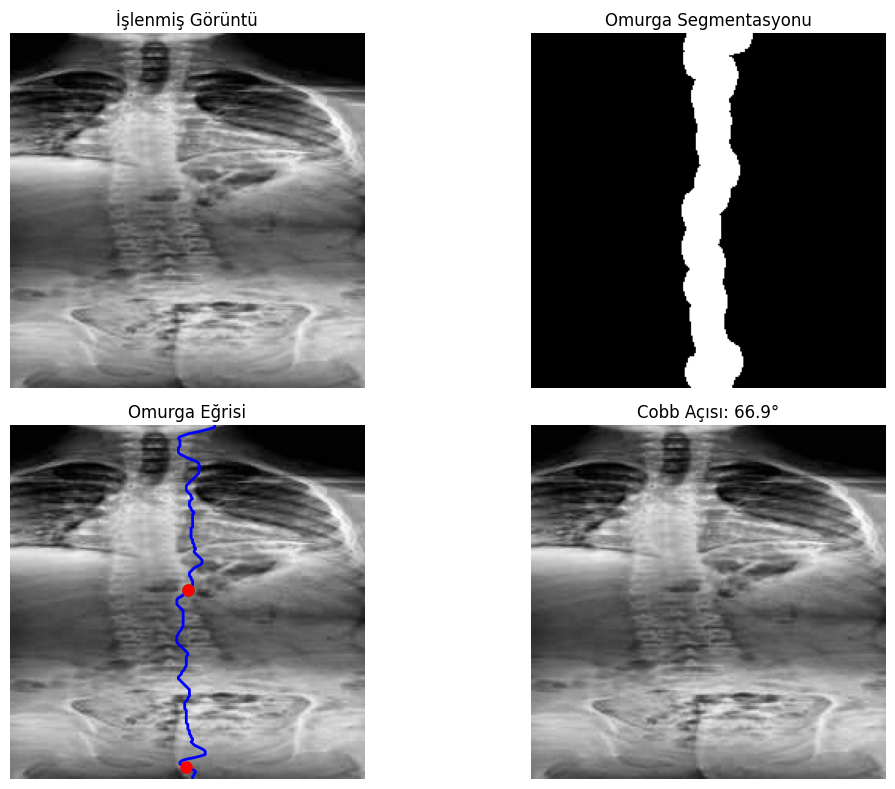 İşlenmiş Görüntü
Omurga Segmentasyonu
Omurga Eğrisi
Cobb Açısı: 66.9°